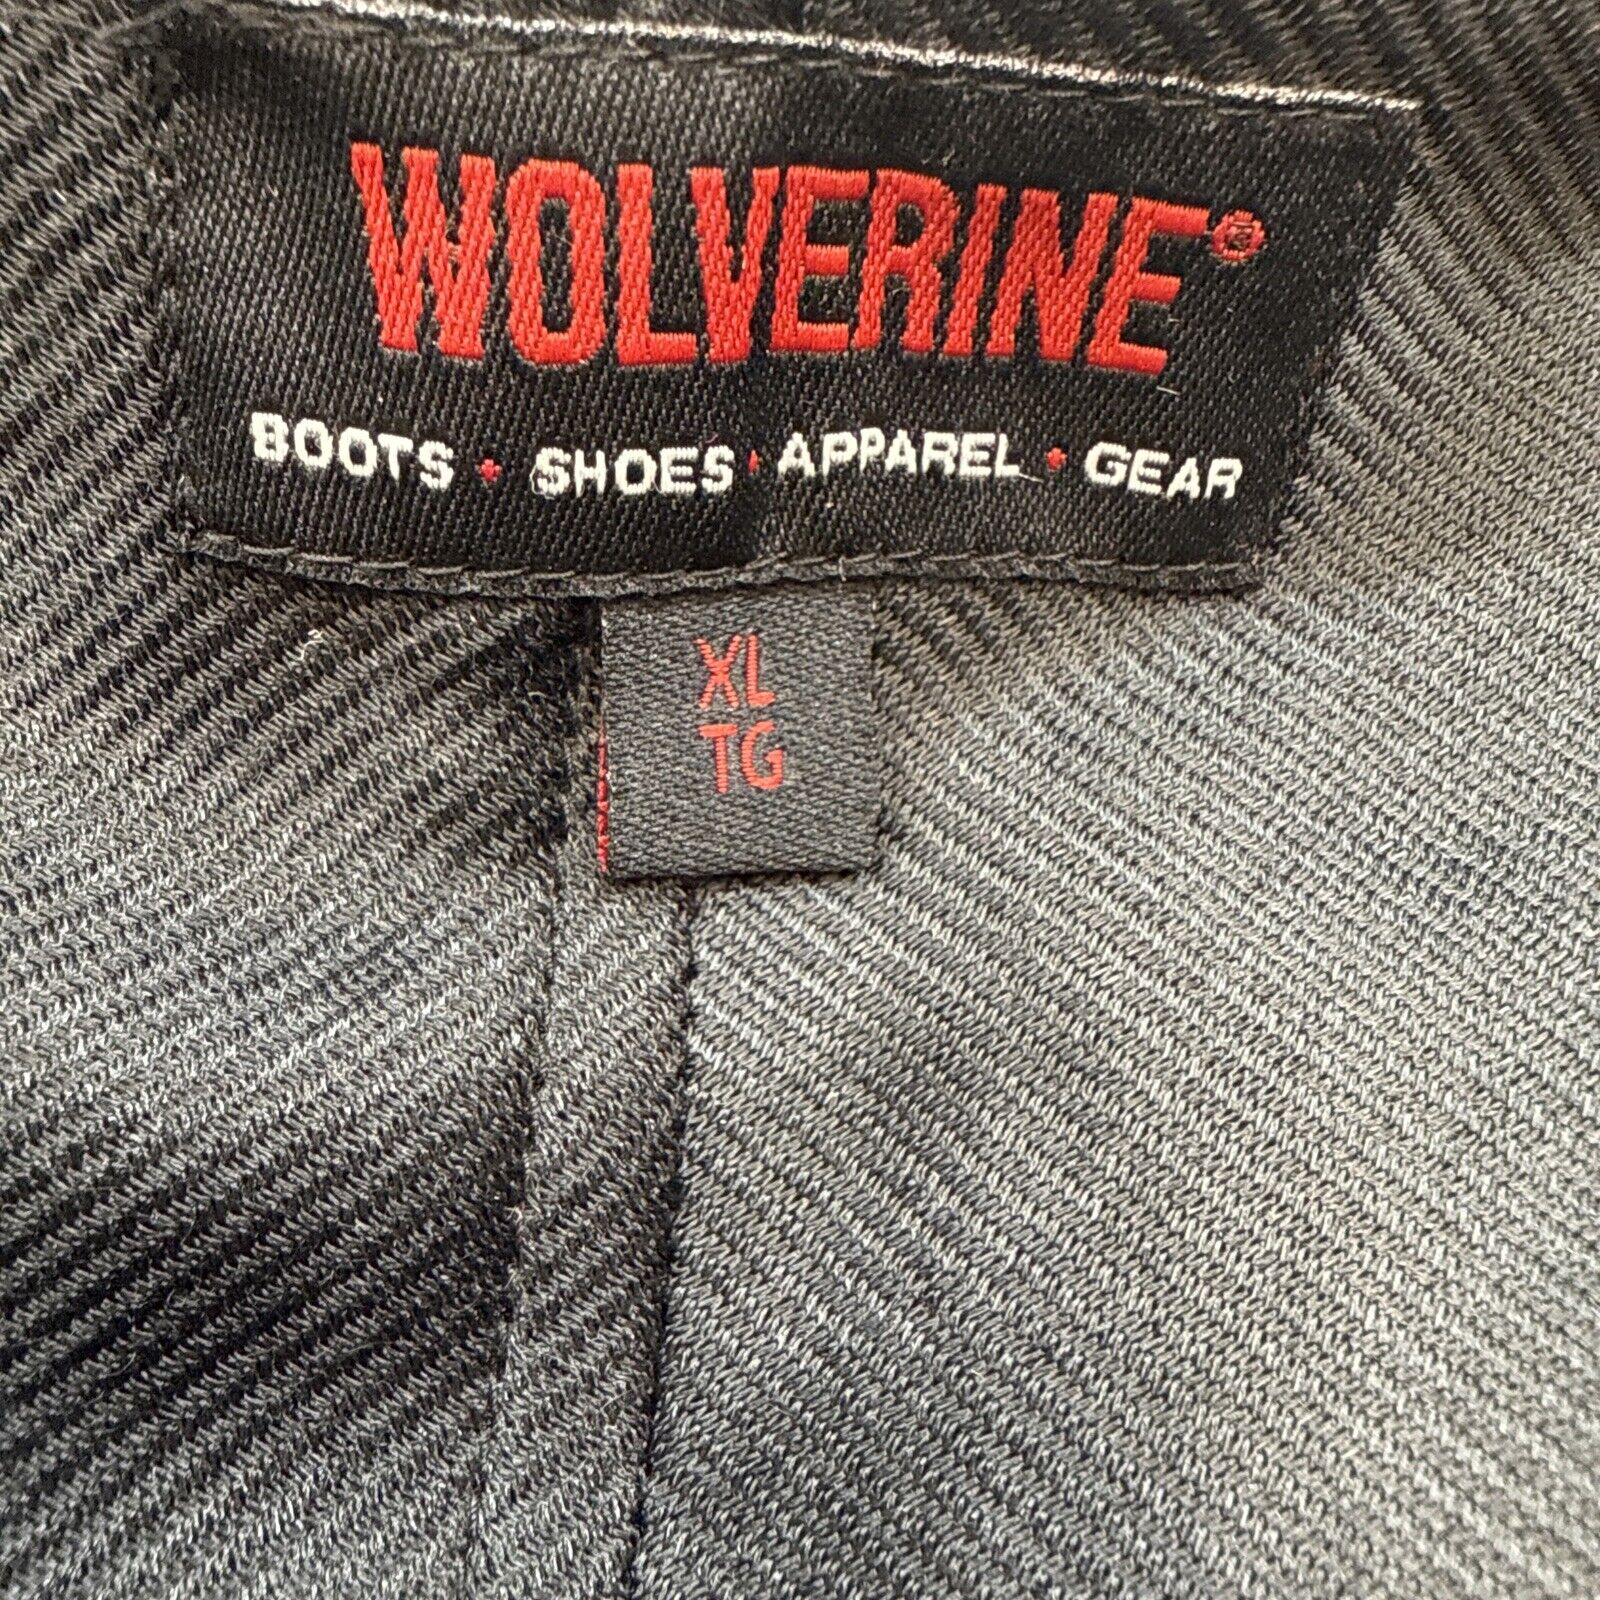 WOLVERINE®
BOOTS • SHOES • APPAREL • GEAR
XL
TG